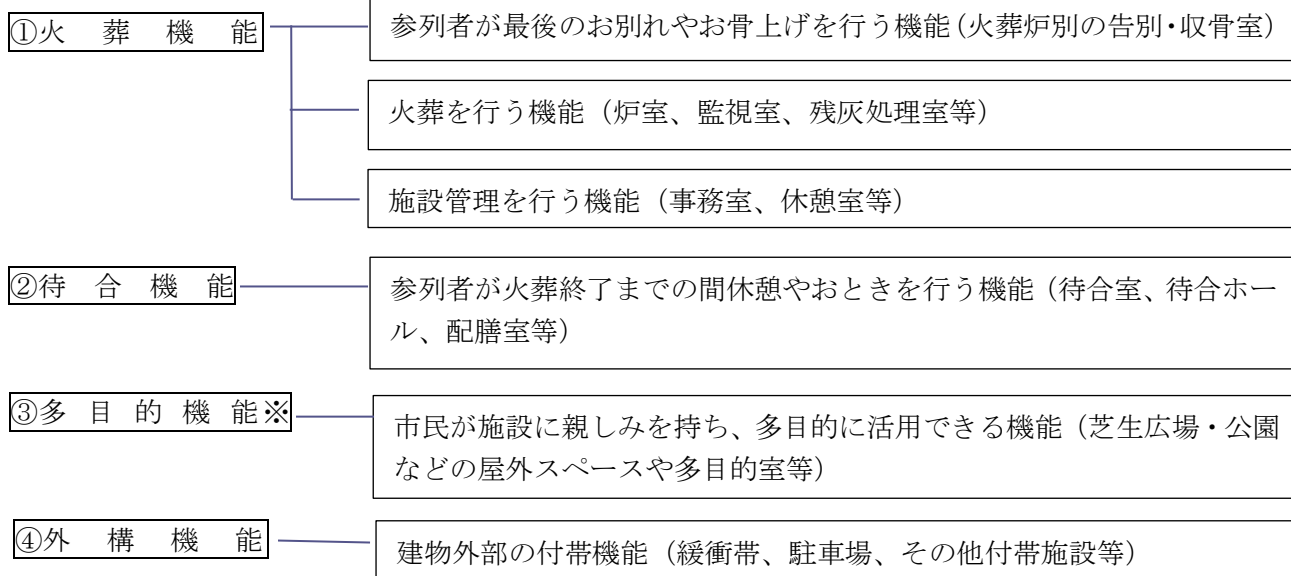 ①火葬機能
参列者が最後のお別れやお骨上げを行う機能（火葬炉別の告別・収骨室）
火葬を行う機能（炉室、監視室、残灰処理室等）
施設管理を行う機能（事務室、休憩室等）
②待合機能
参列者が火葬終了までの間休憩やおときを行う機能（待合室、待合ホー
ル、配膳室等）
③多目的機能※
市民が施設に親しみを持ち、多目的に活用できる機能（芝生広場・公園
などの屋外スペースや多目的室等）
④外構機能
建物外部の付帯機能（緩衝帯、駐車場、その他付帯施設等）